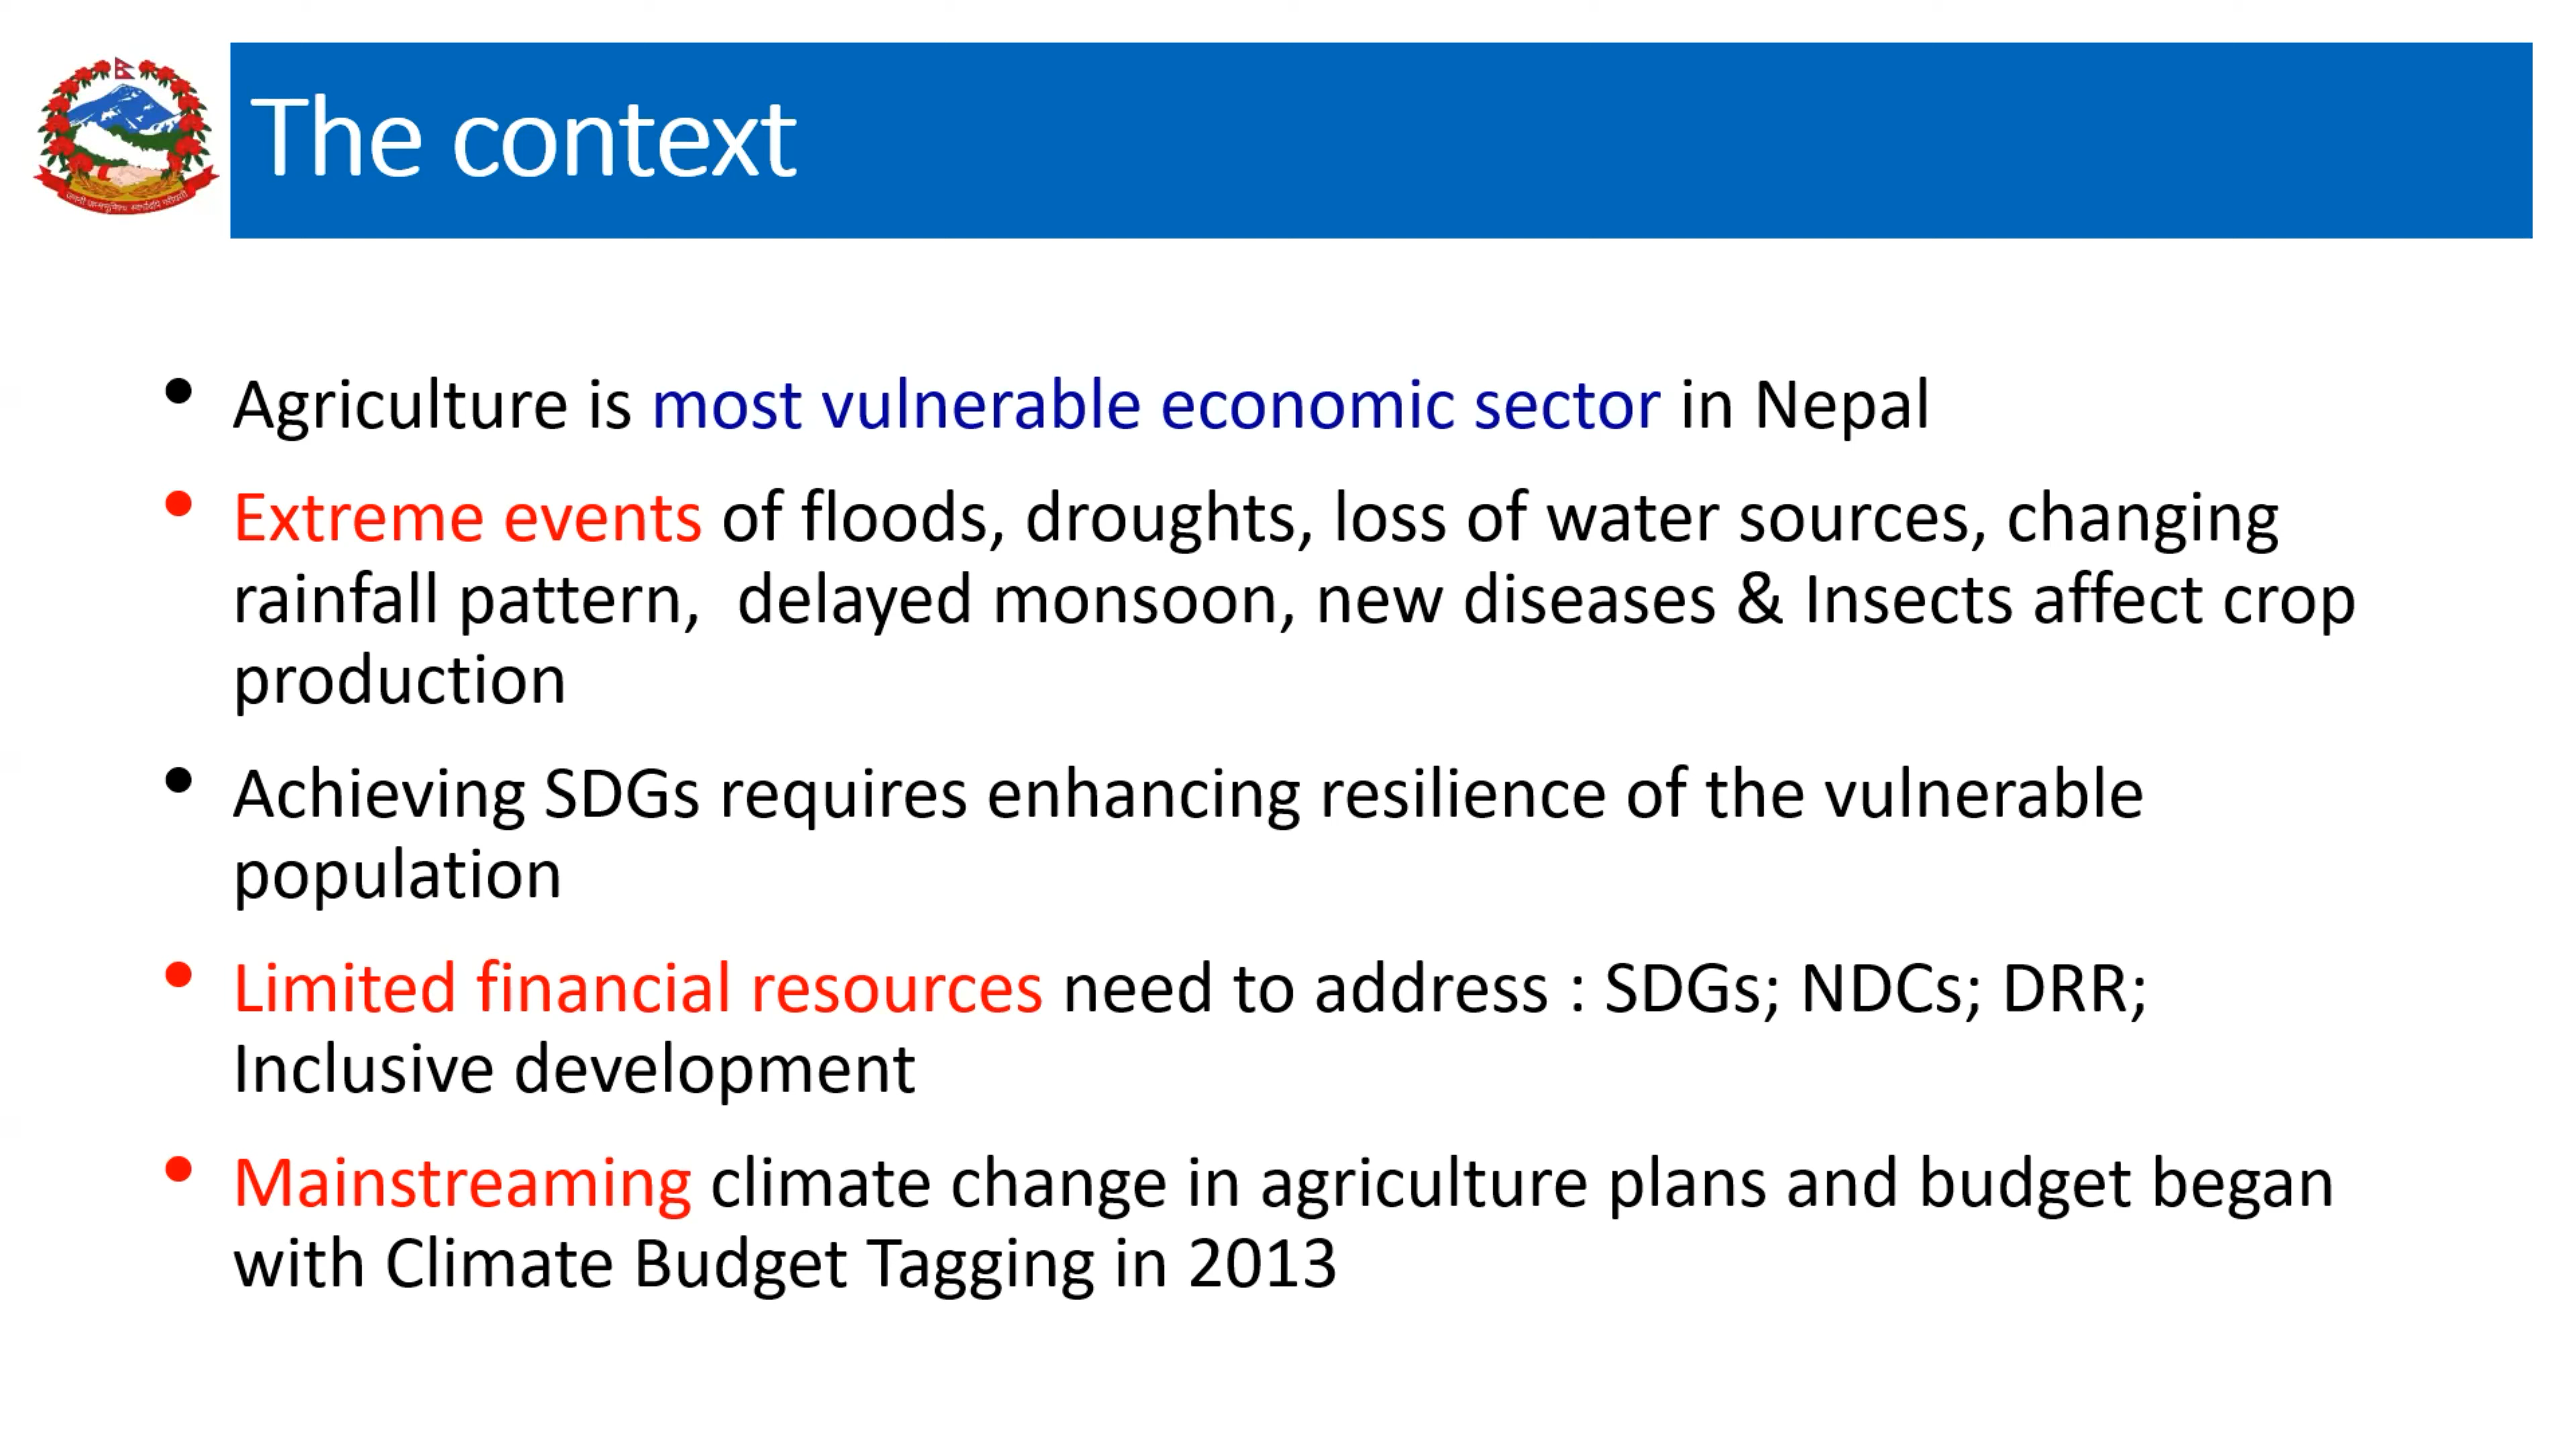 The context
• Agriculture is most vulnerable economic sector in Nepal
• Extreme events of floods, droughts, loss of water sources, changing
rainfall pattern,  delayed monsoon, new diseases & Insects affect crop
production
• Achieving SDGs requires enhancing resilience of the vulnerable
population
• Limited financial resources need to address : SDGs; NDCs; DRR;
Inclusive development
• Mainstreaming climate change in agriculture plans and budget began
with Climate Budget Tagging in 2013